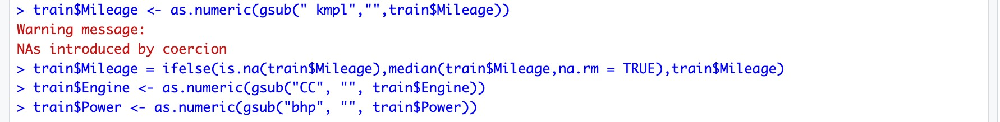 > train$Mileage <- as.numeric(gsub(" kmpl","",train$Mileage))
Warning message:
NAs introduced by coercion
> train$Mileage = ifelse(is.na(train$Mileage),median(train$Mileage,na.rm = TRUE),train$Mileage)
> train$Engine <- as.numeric(gsub("CC", "", train$Engine))
> train$Power <- as.numeric(gsub("bhp", "", train$Power))